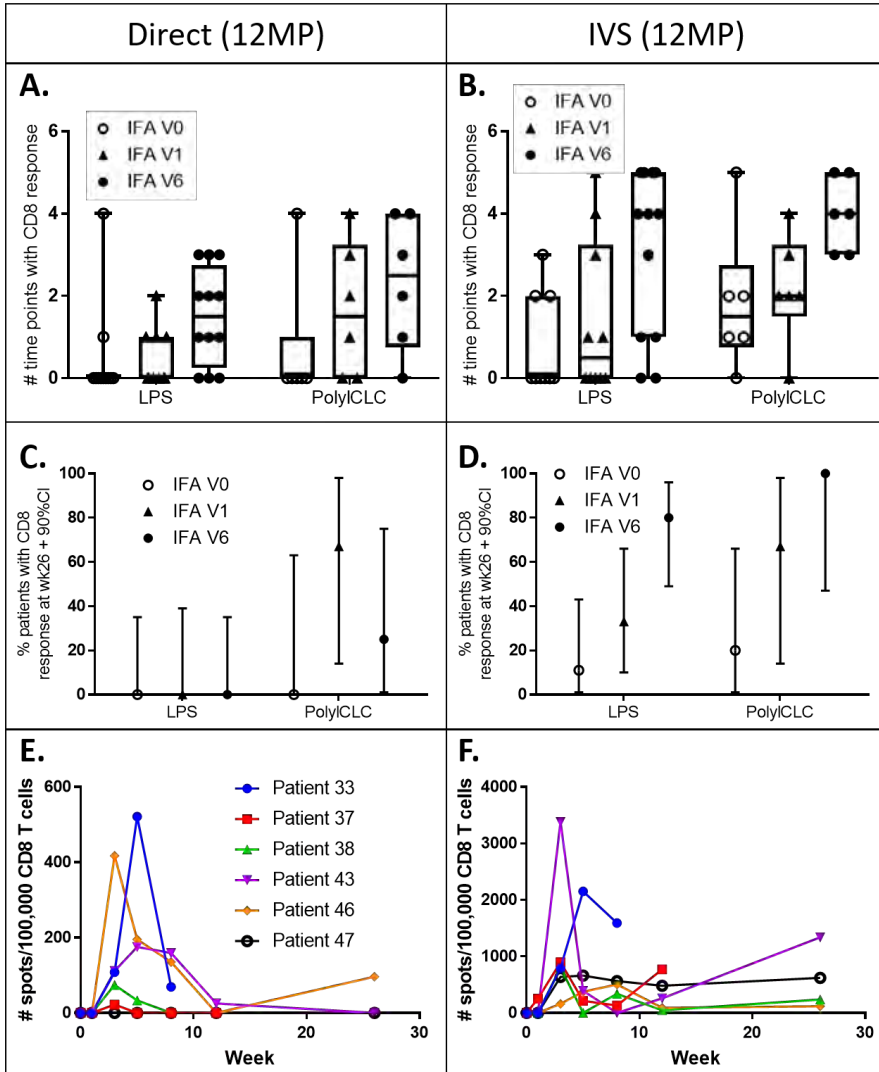 Direct (12MP)
IVS (12MP)
A.
IFA V0
IFA V1
IFA V6
# time points with CD8 response
6
4
2
0
LPS
PolyICLC
B.
IFA V0
IFA V1
IFA V6
# time points with CD8 response
6
4
2
0
LPS
PolyICLC
C.
IFA V0
IFA V1
IFA V6
% patients with CD8
response at wk26 + 90%CI
100
80
60
40
20
0
LPS
PolyICLC
D.
IFA V0
IFA V1
IFA V6
% patients with CD8
response at wk26 + 90%CI
100
80
60
40
20
0
LPS
PolyICLC
E.
# spots/100,000 CD8 T cells
600
400
200
0
Patient 33
Patient 37
Patient 38
Patient 43
Patient 46
Patient 47
0
10
20
30
Week
F.
# spots/100,000 CD8 T cells
4000
3000
2000
1000
0
0
10
20
30
Week